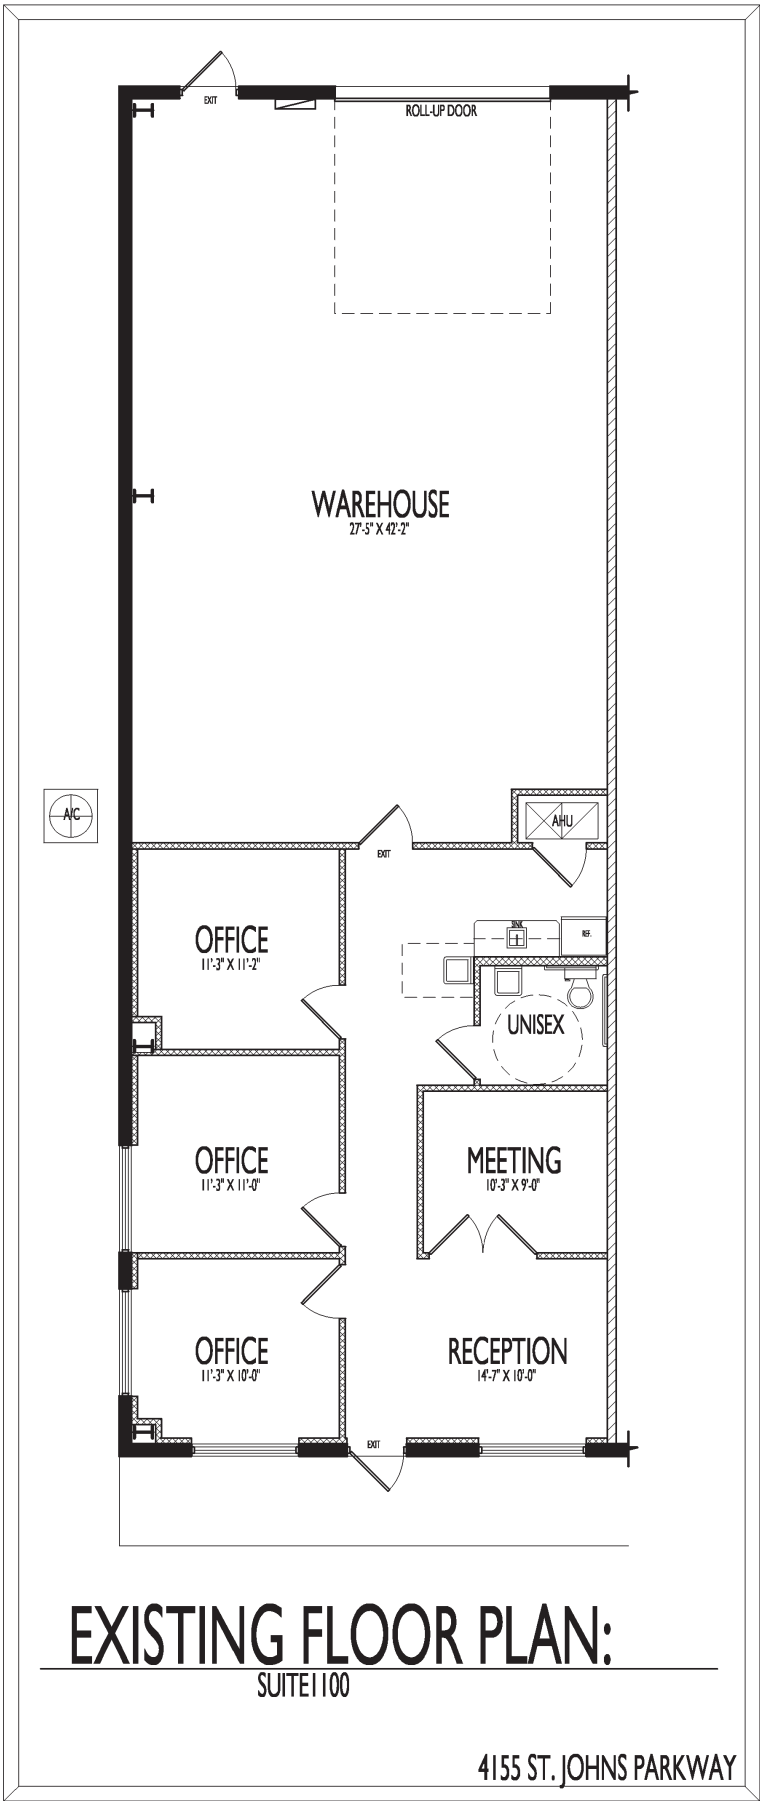 EXIT
ROLL-UP DOOR
WAREHOUSE
27'-5" X 42'-2"
A/C
AHU
EXIT
SINK
REF.
OFFICE
11'-3" X 11'-2"
UNISEX
OFFICE
11'-3" X 11'-0"
MEETING
10'-3" X 9'-0"
OFFICE
11'-3" X 10'-0"
RECEPTION
14'-7" X 10'-0"
EXIT
EXISTING FLOOR PLAN:
SUITE1100
4155 ST. JOHNS PARKWAY